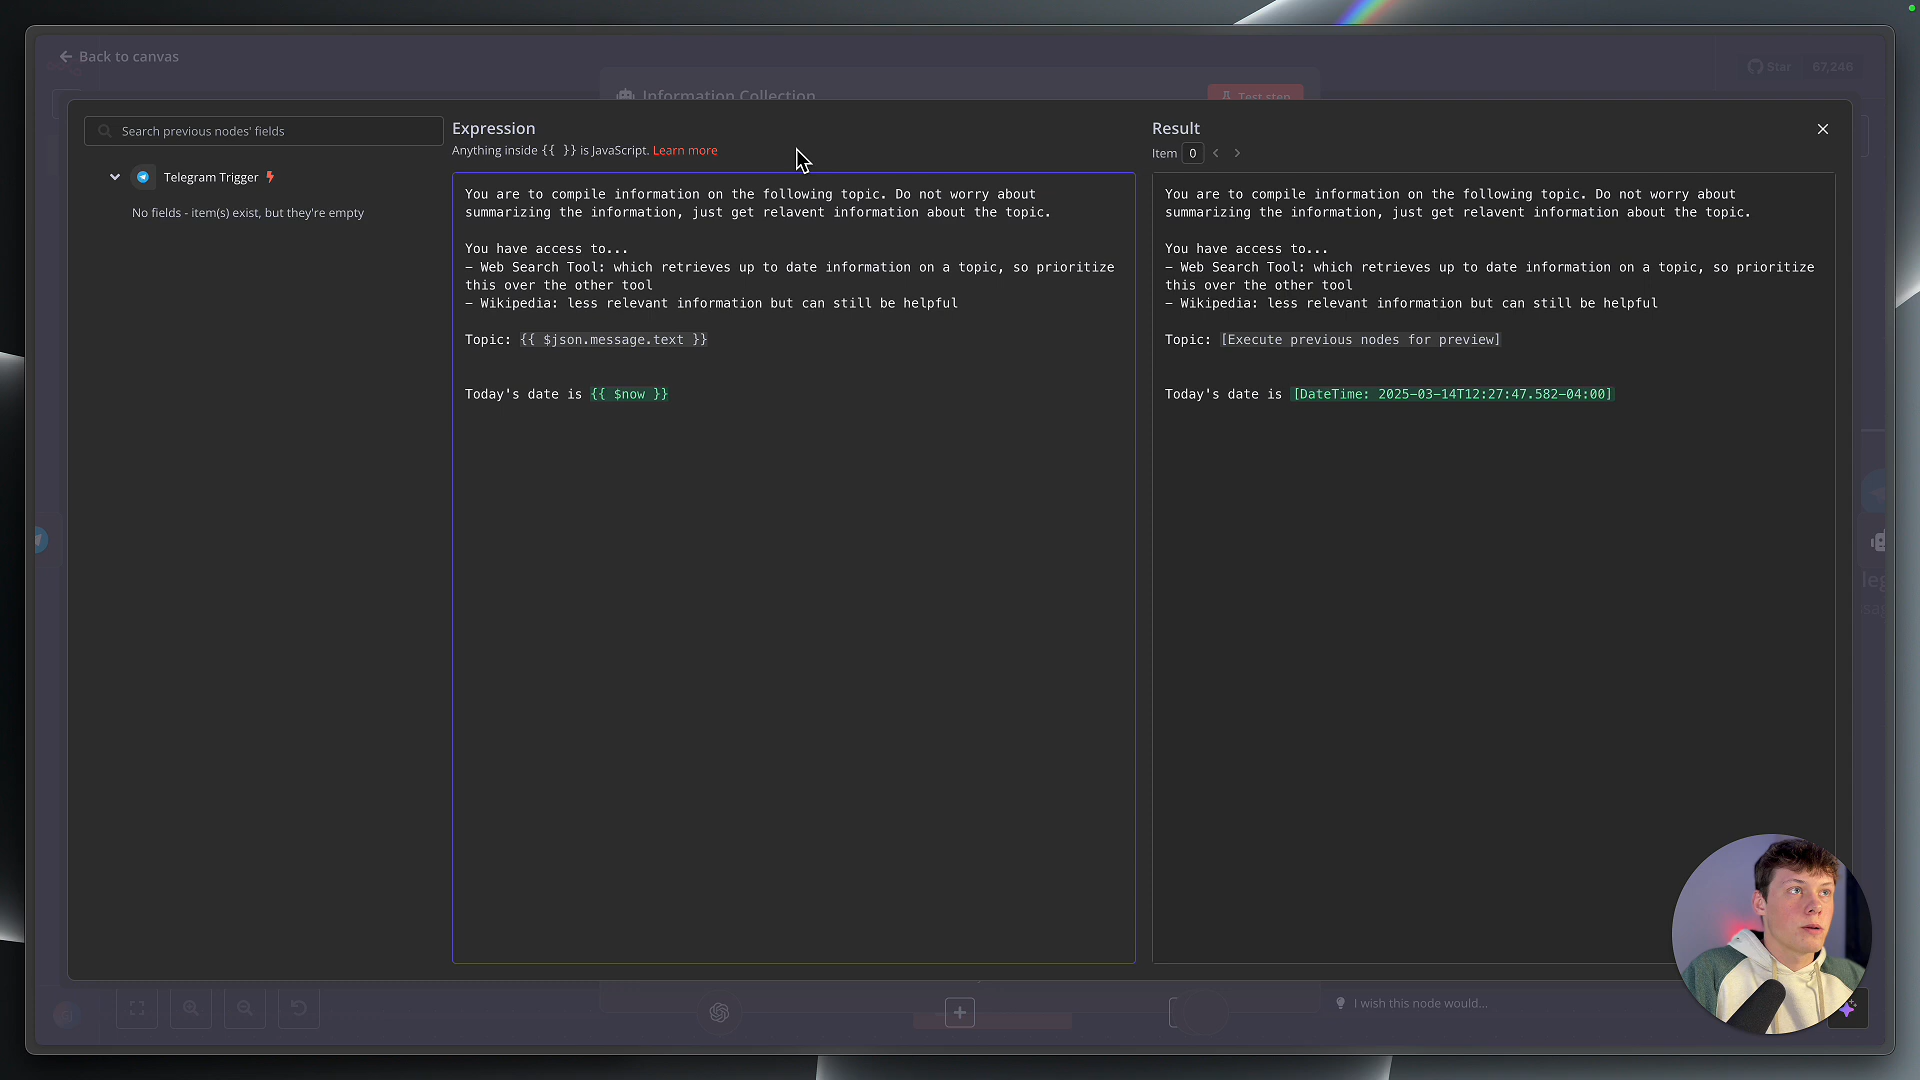 Back to canvas
Star 67,246
Information Collection
Test step
Search previous nodes' fields
Telegram Trigger
No fields - item(s) exist, but they're empty
Expression
Anything inside {{ }} is JavaScript. Learn more
You are to compile information on the following topic. Do not worry about
summarizing the information, just get relavent information about the topic.
You have access to...
– Web Search Tool: which retrieves up to date information on a topic, so prioritize
this over the other tool
– Wikipedia: less relevant information but can still be helpful
Topic: {{ $json.message.text }}
Today's date is {{ $now }}
Result
Item 0
You are to compile information on the following topic. Do not worry about
summarizing the information, just get relavent information about the topic.
You have access to...
– Web Search Tool: which retrieves up to date information on a topic, so prioritize
this over the other tool
– Wikipedia: less relevant information but can still be helpful
Topic: [Execute previous nodes for preview]
Today's date is [DateTime: 2025-03-14T12:27:47.582-04:00]
I wish this node would...